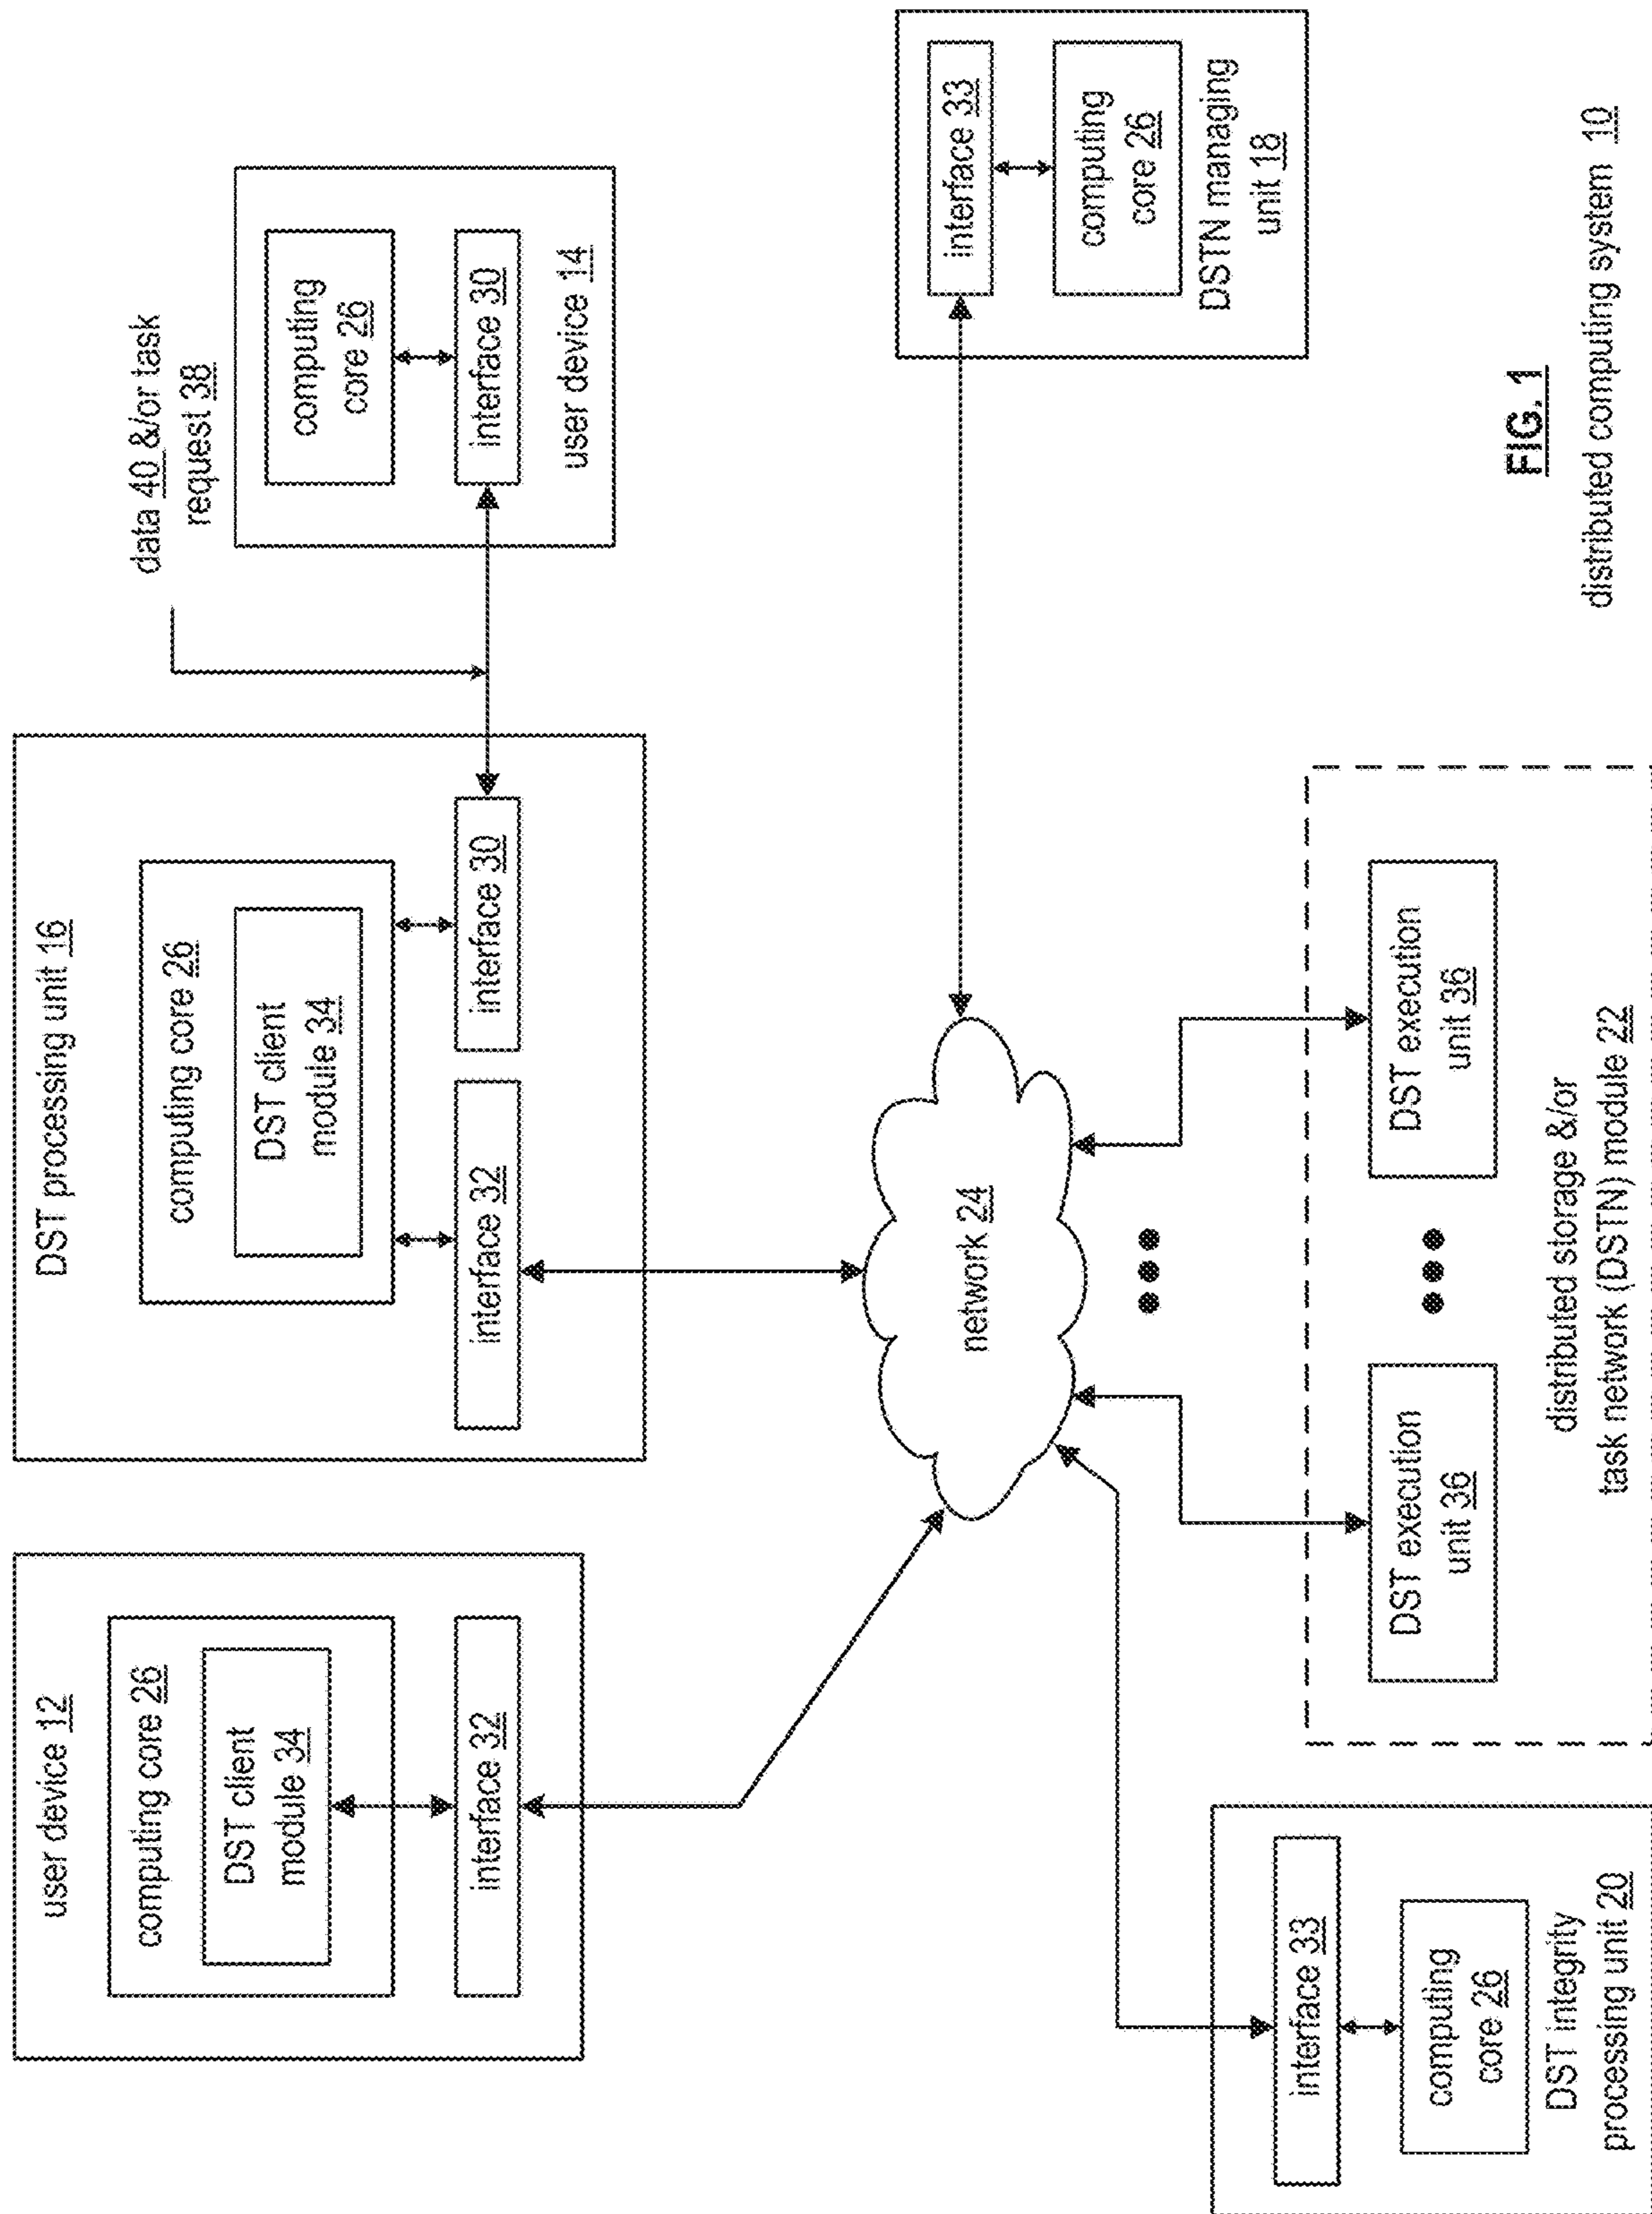 user device 12
computing core 26
DST client
module 34
interface 32
DST processing unit 16
computing core 26
DST client
module 34
interface 32
interface 30
data 40 &/or task
request 38
computing
core 26
interface 30
user device 14
network 24
interface 33
computing
core 26
DSTN managing
unit 18
interface 33
computing
core 26
DST integrity
processing unit 20
DST execution
unit 36
DST execution
unit 36
distributed storage &/or
task network (DSTN) module 22
FIG. 1
distributed computing system 10